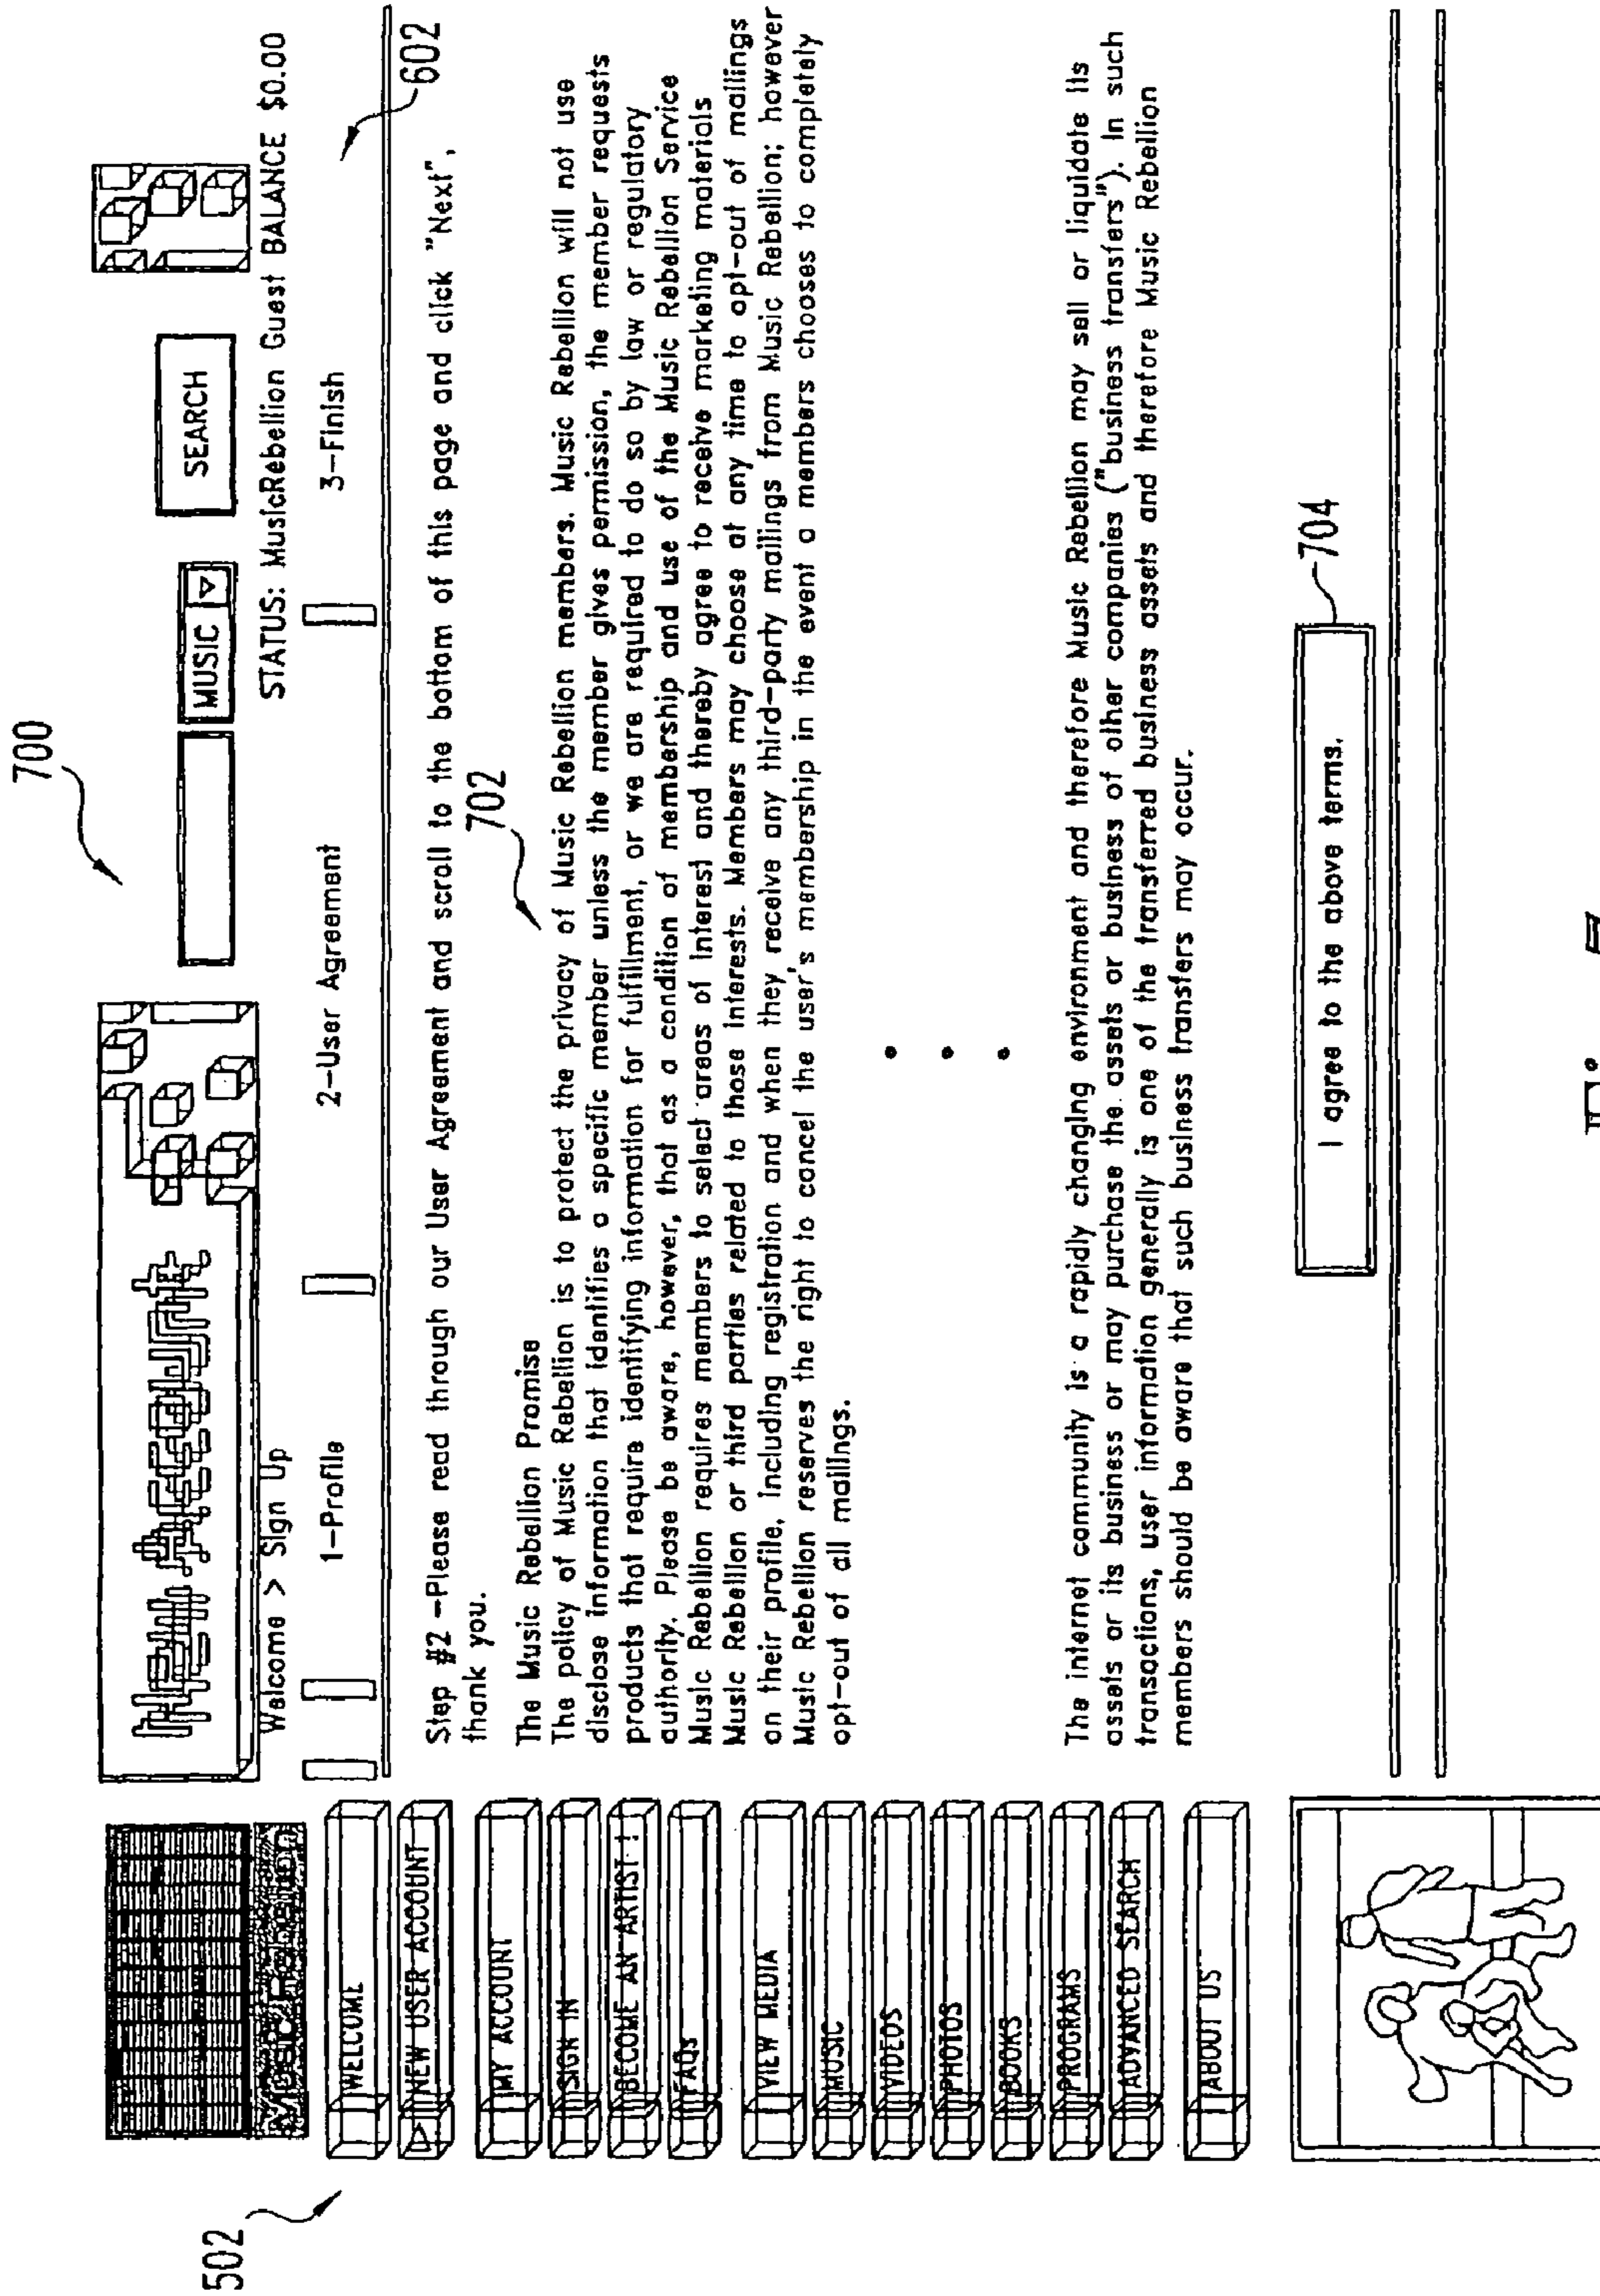 700
MUSIC
SEARCH
STATUS: MusicRebellion Guest BALANCE $0.00
Welcome > Sign Up
1-Profile
2-User Agreement
3-Finish
602
502
WELCOME
NEW USER ACCOUNT
MY ACCOUNT
SIGN IN
BECOME AN ARTIST !
FAQs
VIEW MEDIA
MUSIC
VIDEOS
PHOTOS
BOOKS
PROGRAMS
ADVANCED SEARCH
ABOUT US
Step #2 -Please read through our User Agreement and scroll to the bottom of this page and click "Next",
thank you.
702
The Music Rebellion Promise
The policy of Music Rebellion is to protect the privacy of Music Rebellion members. Music Rebellion will not use
disclose information that identifies a specific member unless the member gives permission, the member requests
products that require identifying information for fulfillment, or we are required to do so by law or regulatory
authority. Please be aware, however, that as a condition of membership and use of the Music Rebellion Service
Music Rebellion requires members to select areas of interest and thereby agree to receive marketing materials
Music Rebellion or third parties related to those interests. Members may choose at any time to opt-out of mailings
on their profile, including registration and when they receive any third-party mailings from Music Rebellion; however
Music Rebellion reserves the right to cancel the user's membership in the event a members chooses to completely
opt-out of all mailings.
The internet community is a rapidly changing environment and therefore Music Rebellion may sell or liquidate its
assets or its business or may purchase the assets or business of other companies ("business transfers"). In such
transactions, user information generally is one of the transferred business assets and therefore Music Rebellion
members should be aware that such business transfers may occur.
I agree to the above terms.
704